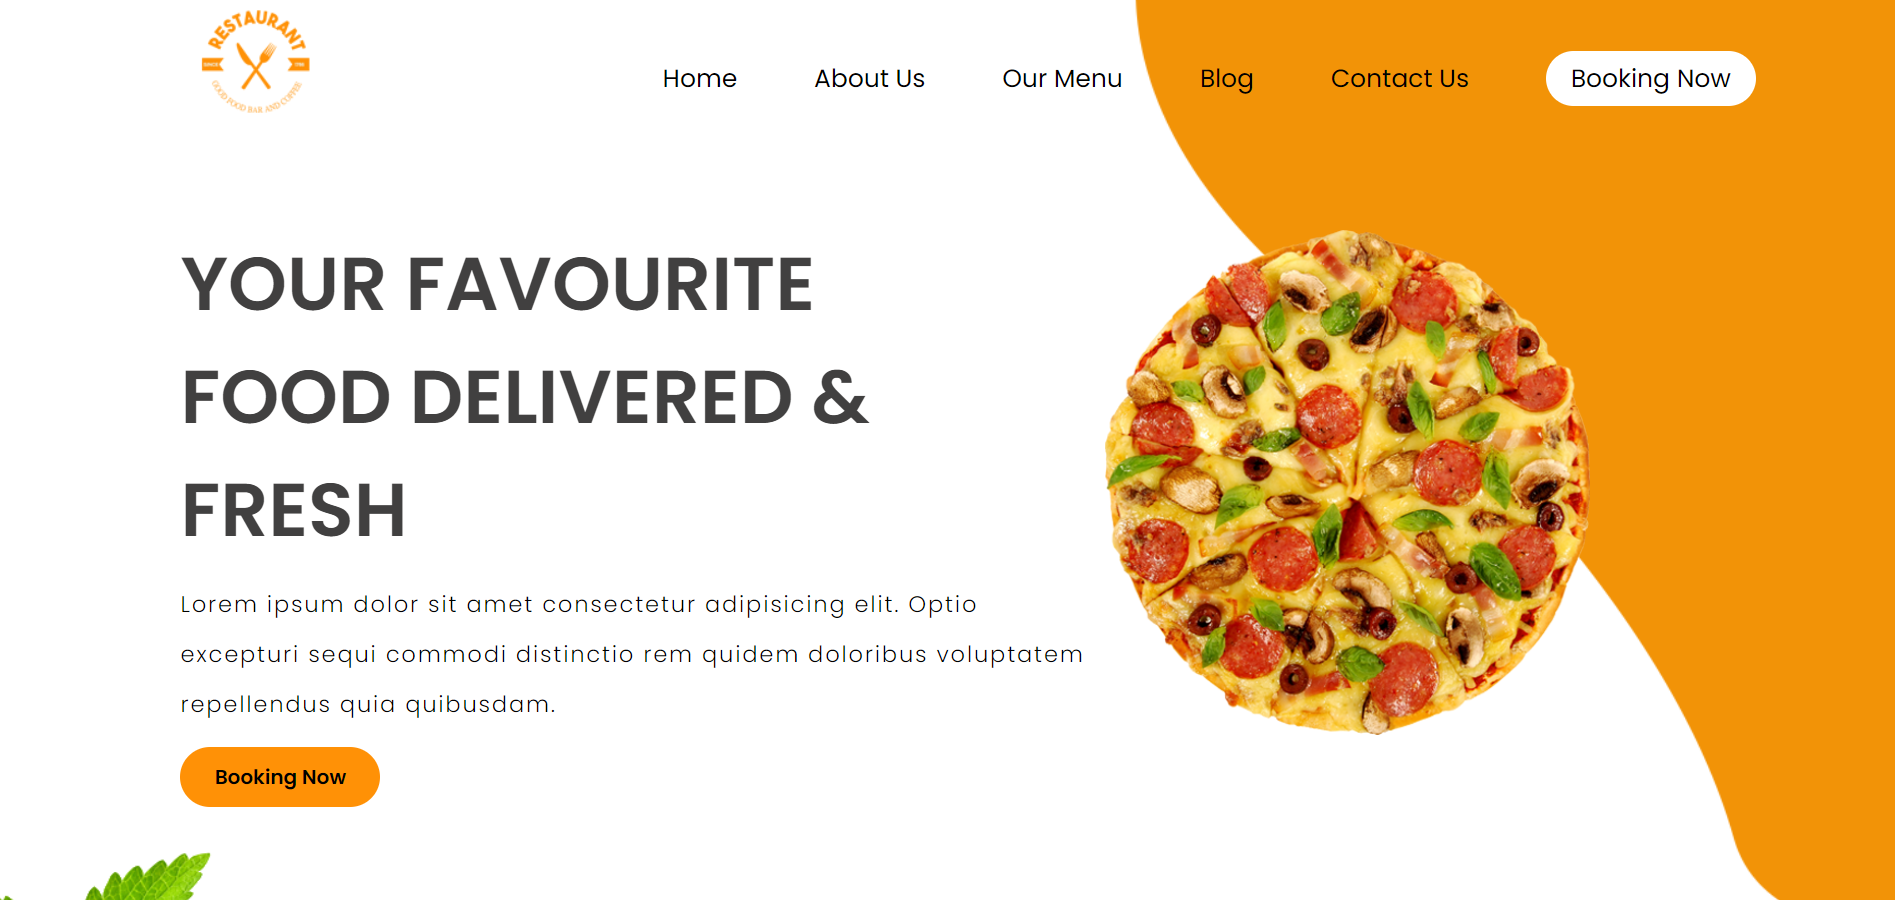 RESTAURANT
SINCE
GOOD FOOD BAR AND COFFEE
Home About Us Our Menu Blog Contact Us Booking Now
YOUR FAVOURITE
FOOD DELIVERED &
FRESH
Lorem ipsum dolor sit amet consectetur adipisicing elit. Optio
excepturi sequi commodi distinctio rem quidem doloribus voluptatem
repellendus quia quibusdam.
Booking Now